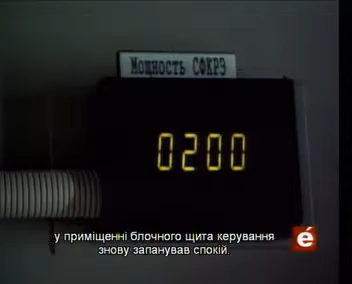 Мощность СФКРЭ
0200
у приміщенні блочного щита керування
знову запанував спокій.
é